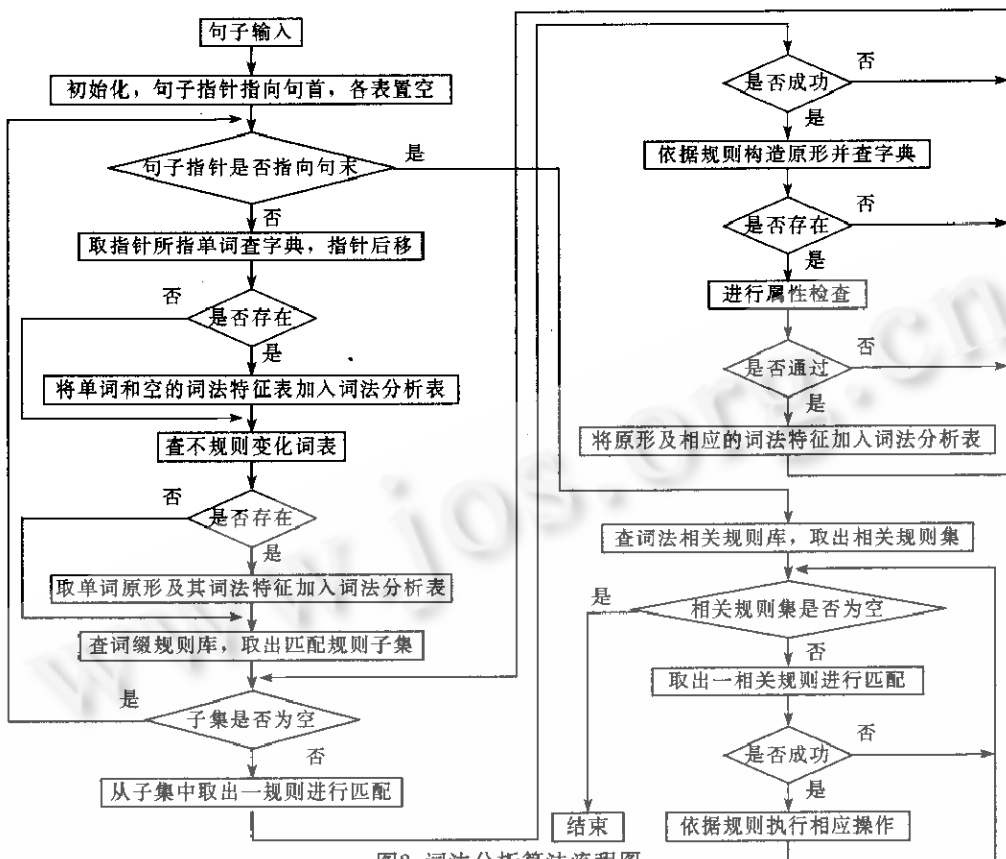 句子输入
初始化，句子指针指向句首，各表置空
句子指针是否指向句末
是
否
取指针所指单词查字典，指针后移
否
是否存在
是
将单词和空的词法特征表加入词法分析表
查不规则变化词表
否
是否存在
是
取单词原形及其词法特征加入词法分析表
查词缀规则库，取出匹配规则子集
是
子集是否为空
否
从子集中取出一规则进行匹配
否
是否成功
是
依据规则构造原形并查字典
否
是否存在
是
进行属性检查
否
是否通过
是
将原形及相应的词法特征加入词法分析表
查词法相关规则库，取出相关规则集
是
相关规则集是否为空
否
取出一相关规则进行匹配
否
是否成功
是
结束
依据规则执行相应操作
词法分析算法流程图
www.jos.org.cn